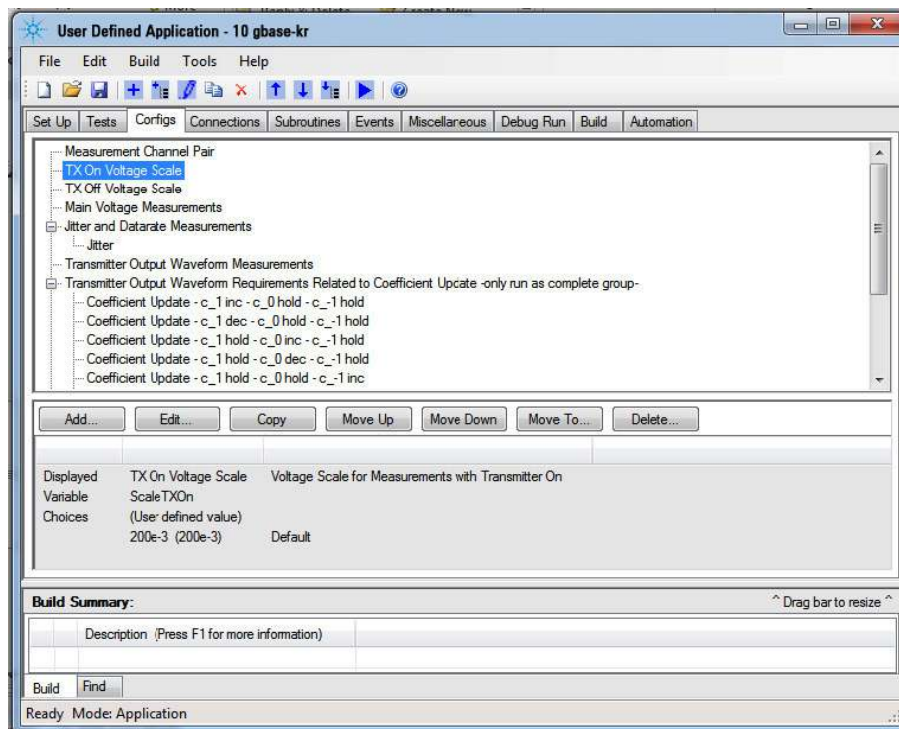 User Defined Application - 10 gbase-kr
File Edit Build Tools Help
Set Up Tests Configs Connections Subroutines Events Miscellaneous Debug Run Build Automation
Measurement Channel Pair
TX On Voltage Scale
TX Off Voltage Scale
Main Voltage Measurements
Jitter and Datarate Measurements
Jitter
Transmitter Output Waveform Measurements
Transmitter Output Waveform Requirements Related to Coefficient Update -only run as complete group-
Coefficient Update - c_1 inc - c_0 hold - c_-1 hold
Coefficient Update - c_1 dec - c_0 hold - c_-1 hold
Coefficient Update - c_1 hold - c_0 inc - c_-1 hold
Coefficient Update - c_1 hold - c_0 dec - c_-1 hold
Coefficient Update - c_1 hold - c_0 hold - c_-1 inc
Add... Edit... Copy Move Up Move Down Move To... Delete...
Displayed TX On Voltage Scale Voltage Scale for Measurements with Transmitter On
Variable ScaleTXOn
Choices (User defined value)
200e-3 (200e-3) Default
Build Summary: ^ Drag bar to resize ^
Description (Press F1 for more information)
Build Find
Ready Mode: Application